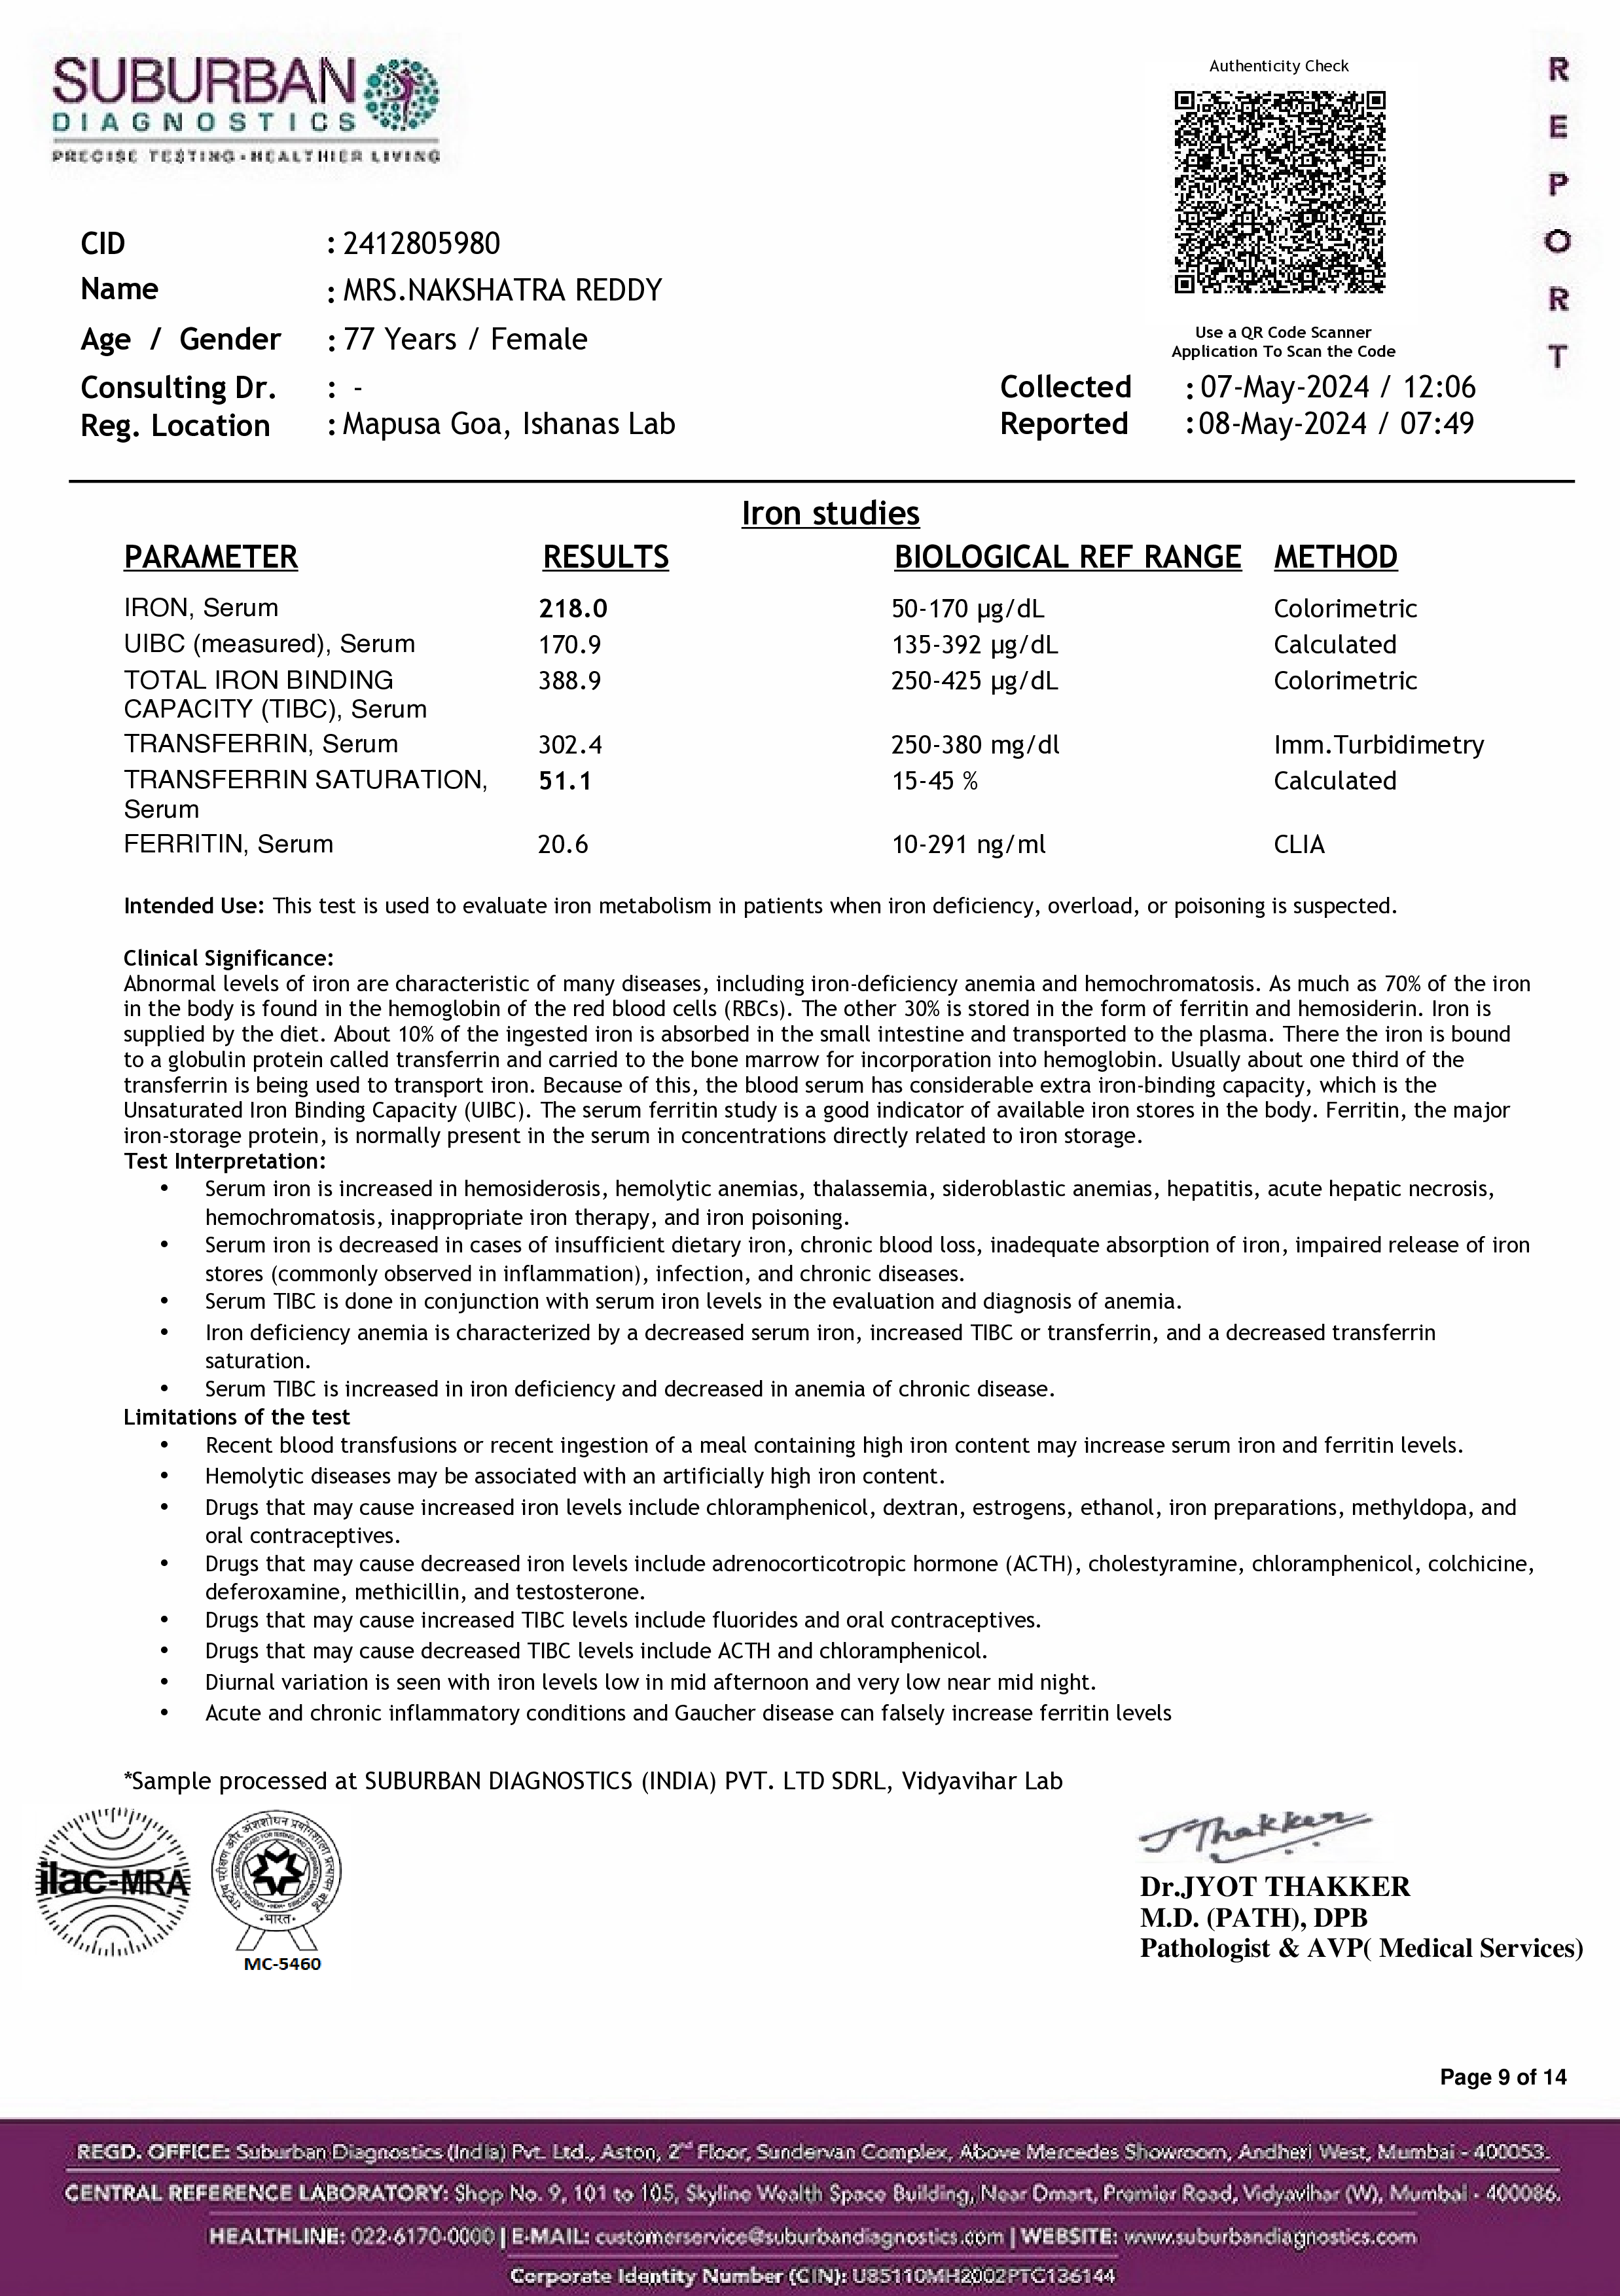 SUBURBAN
DIAGNOSTICS
PRECISE TESTING-HEALTHIER LIVING
Authenticity Check
R
E
P
O
R
T
Use a QR Code Scanner
Application To Scan the Code
CID : 2412805980
Name : MRS.NAKSHATRA REDDY
Age / Gender : 77 Years / Female
Consulting Dr. : -
Reg. Location : Mapusa Goa, Ishanas Lab
Collected : 07-May-2024 / 12:06
Reported : 08-May-2024 / 07:49
Iron studies
PARAMETER RESULTS BIOLOGICAL REF RANGE METHOD
IRON, Serum 218.0 50-170 µg/dL Colorimetric
UIBC (measured), Serum 170.9 135-392 µg/dL Calculated
TOTAL IRON BINDING 388.9 250-425 µg/dL Colorimetric
CAPACITY (TIBC), Serum
TRANSFERRIN, Serum 302.4 250-380 mg/dl Imm.Turbidimetry
TRANSFERRIN SATURATION, 51.1 15-45 % Calculated
Serum
FERRITIN, Serum 20.6 10-291 ng/ml CLIA
Intended Use: This test is used to evaluate iron metabolism in patients when iron deficiency, overload, or poisoning is suspected.
Clinical Significance:
Abnormal levels of iron are characteristic of many diseases, including iron-deficiency anemia and hemochromatosis. As much as 70% of the iron
in the body is found in the hemoglobin of the red blood cells (RBCs). The other 30% is stored in the form of ferritin and hemosiderin. Iron is
supplied by the diet. About 10% of the ingested iron is absorbed in the small intestine and transported to the plasma. There the iron is bound
to a globulin protein called transferrin and carried to the bone marrow for incorporation into hemoglobin. Usually about one third of the
transferrin is being used to transport iron. Because of this, the blood serum has considerable extra iron-binding capacity, which is the
Unsaturated Iron Binding Capacity (UIBC). The serum ferritin study is a good indicator of available iron stores in the body. Ferritin, the major
iron-storage protein, is normally present in the serum in concentrations directly related to iron storage.
Test Interpretation:
• Serum iron is increased in hemosiderosis, hemolytic anemias, thalassemia, sideroblastic anemias, hepatitis, acute hepatic necrosis,
hemochromatosis, inappropriate iron therapy, and iron poisoning.
• Serum iron is decreased in cases of insufficient dietary iron, chronic blood loss, inadequate absorption of iron, impaired release of iron
stores (commonly observed in inflammation), infection, and chronic diseases.
• Serum TIBC is done in conjunction with serum iron levels in the evaluation and diagnosis of anemia.
• Iron deficiency anemia is characterized by a decreased serum iron, increased TIBC or transferrin, and a decreased transferrin
saturation.
• Serum TIBC is increased in iron deficiency and decreased in anemia of chronic disease.
Limitations of the test
• Recent blood transfusions or recent ingestion of a meal containing high iron content may increase serum iron and ferritin levels.
• Hemolytic diseases may be associated with an artificially high iron content.
• Drugs that may cause increased iron levels include chloramphenicol, dextran, estrogens, ethanol, iron preparations, methyldopa, and
oral contraceptives.
• Drugs that may cause decreased iron levels include adrenocorticotropic hormone (ACTH), cholestyramine, chloramphenicol, colchicine,
deferoxamine, methicillin, and testosterone.
• Drugs that may cause increased TIBC levels include fluorides and oral contraceptives.
• Drugs that may cause decreased TIBC levels include ACTH and chloramphenicol.
• Diurnal variation is seen with iron levels low in mid afternoon and very low near mid night.
• Acute and chronic inflammatory conditions and Gaucher disease can falsely increase ferritin levels
*Sample processed at SUBURBAN DIAGNOSTICS (INDIA) PVT. LTD SDRL, Vidyavihar Lab
ilac-MRA
भारत
MC-5460
JThakker
Dr.JYOT THAKKER
M.D. (PATH), DPB
Pathologist & AVP( Medical Services)
Page 9 of 14
REGD. OFFICE: Suburban Diagnostics (India) Pvt. Ltd., Aston, 2nd Floor, Sundervan Complex, Above Mercedes Showroom, Andheri West, Mumbai - 400053.
CENTRAL REFERENCE LABORATORY: Shop No. 9, 101 to 105, Skyline Wealth Space Building, Near Dmart, Premier Road, Vidyavihar (W), Mumbai - 400086.
HEALTHLINE: 022-6170-0000 | E-MAIL: customerservice@suburbandiagnostics.com | WEBSITE: www.suburbandiagnostics.com
Corporate Identity Number (CIN): U85110MH2002PTC136144